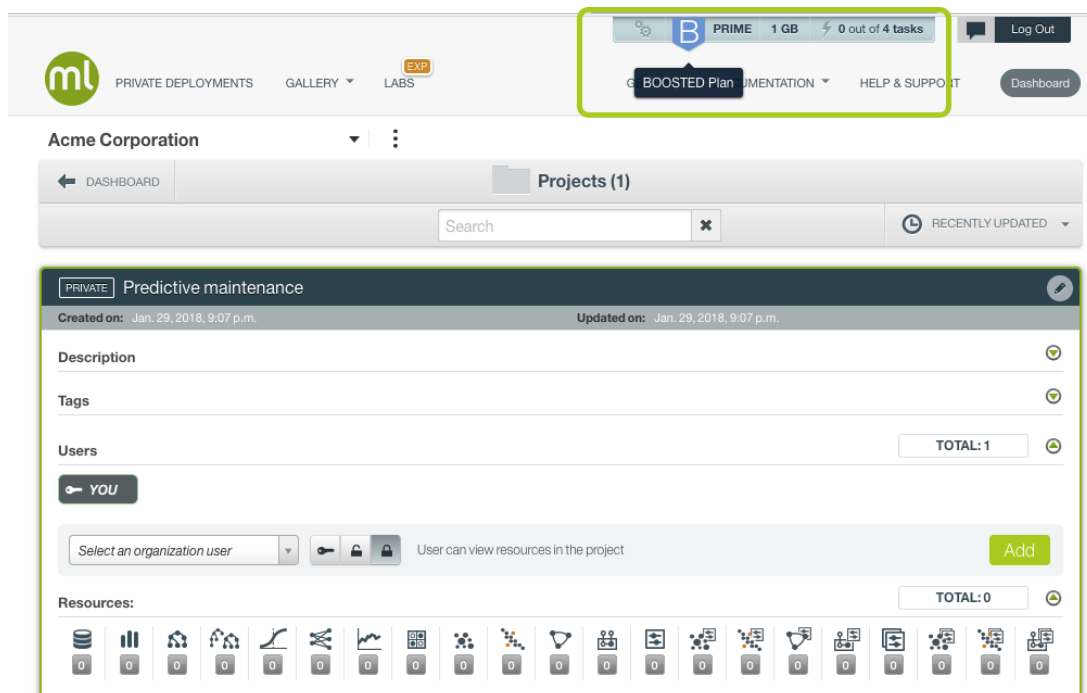 B PRIME 1 GB 0 out of 4 tasks Log Out
ml PRIVATE DEPLOYMENTS GALLERY LABS EXP G BOOSTED Plan UMENTATION HELP & SUPPORT Dashboard
Acme Corporation
DASHBOARD Projects (1)
Search RECENTLY UPDATED
PRIVATE Predictive maintenance
Created on: Jan. 29, 2018, 9:07 p.m. Updated on: Jan. 29, 2018, 9:07 p.m.
Description
Tags
Users TOTAL: 1
YOU
Select an organization user User can view resources in the project Add
Resources: TOTAL: 0
0 0 0 0 0 0 0 0 0 0 0 0 0 0 0 0 0 0 0 0 0